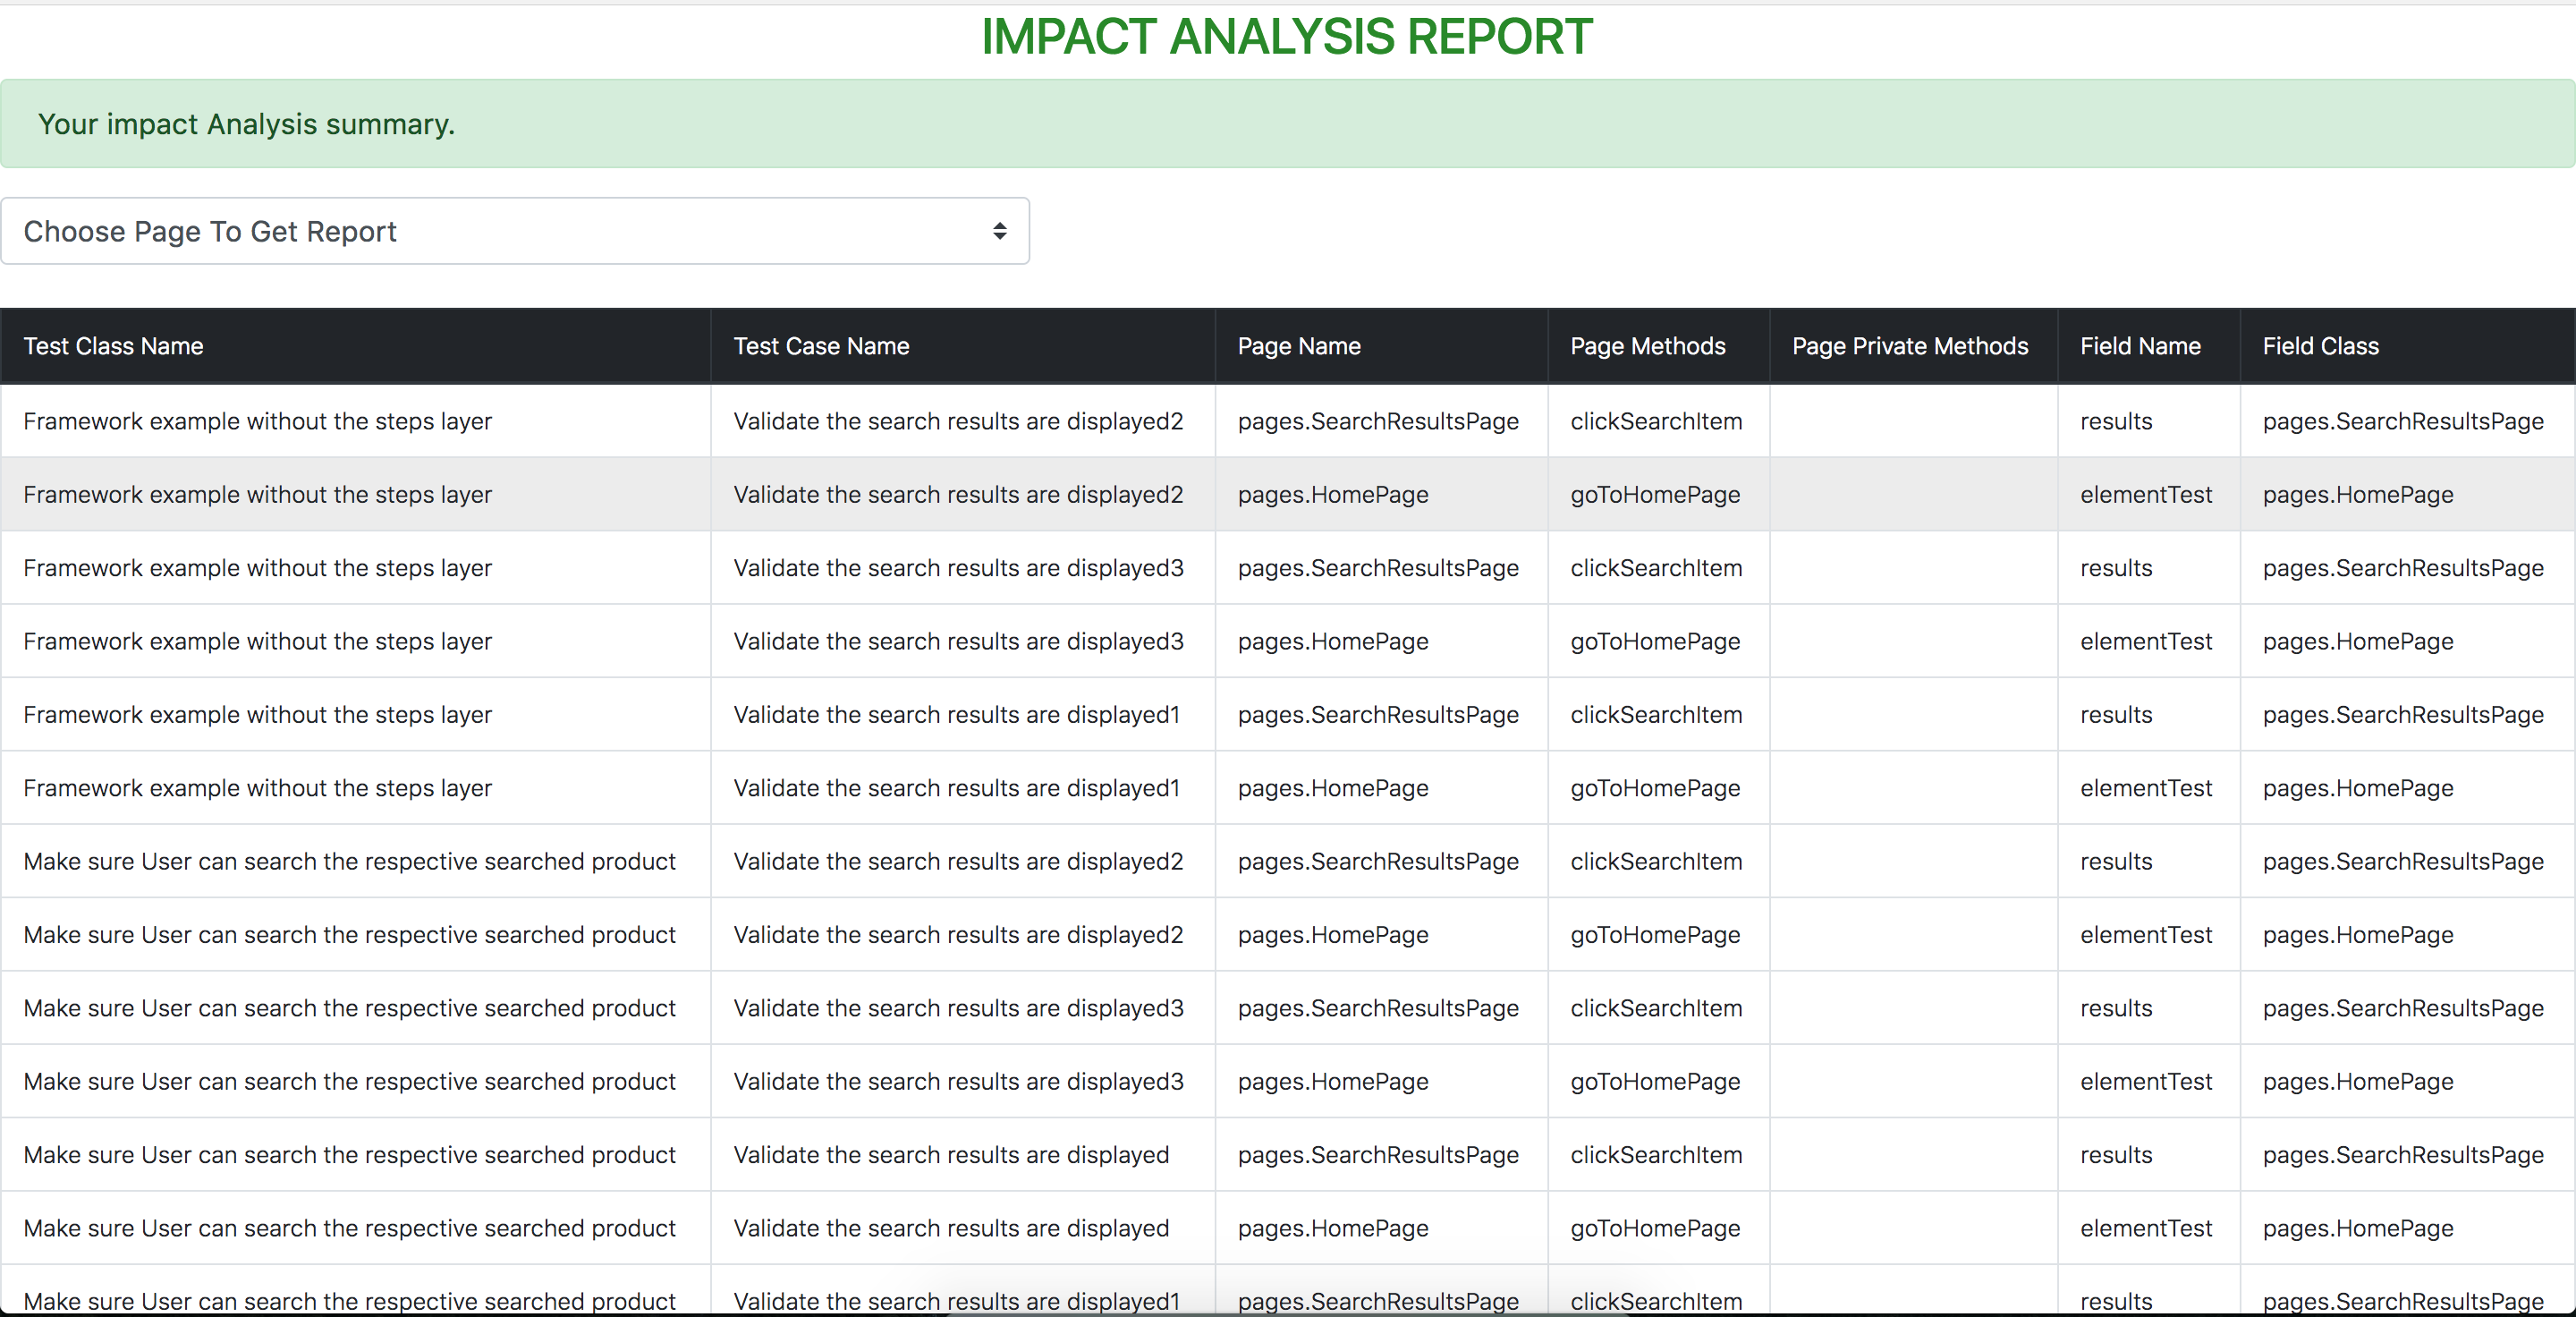 IMPACT ANALYSIS REPORT
Your impact Analysis summary.
Choose Page To Get Report
Test Class Name Test Case Name Page Name Page Methods Page Private Methods Field Name Field Class
Framework example without the steps layer Validate the search results are displayed2 pages.SearchResultsPage clickSearchItem results pages.SearchResultsPage
Framework example without the steps layer Validate the search results are displayed2 pages.HomePage goToHomePage elementTest pages.HomePage
Framework example without the steps layer Validate the search results are displayed3 pages.SearchResultsPage clickSearchItem results pages.SearchResultsPage
Framework example without the steps layer Validate the search results are displayed3 pages.HomePage goToHomePage elementTest pages.HomePage
Framework example without the steps layer Validate the search results are displayed1 pages.SearchResultsPage clickSearchItem results pages.SearchResultsPage
Framework example without the steps layer Validate the search results are displayed1 pages.HomePage goToHomePage elementTest pages.HomePage
Make sure User can search the respective searched product Validate the search results are displayed2 pages.SearchResultsPage clickSearchItem results pages.SearchResultsPage
Make sure User can search the respective searched product Validate the search results are displayed2 pages.HomePage goToHomePage elementTest pages.HomePage
Make sure User can search the respective searched product Validate the search results are displayed3 pages.SearchResultsPage clickSearchItem results pages.SearchResultsPage
Make sure User can search the respective searched product Validate the search results are displayed3 pages.HomePage goToHomePage elementTest pages.HomePage
Make sure User can search the respective searched product Validate the search results are displayed pages.SearchResultsPage clickSearchItem results pages.SearchResultsPage
Make sure User can search the respective searched product Validate the search results are displayed pages.HomePage goToHomePage elementTest pages.HomePage
Make sure User can search the respective searched product Validate the search results are displayed1 pages.SearchResultsPage clickSearchItem results pages.SearchResultsPage